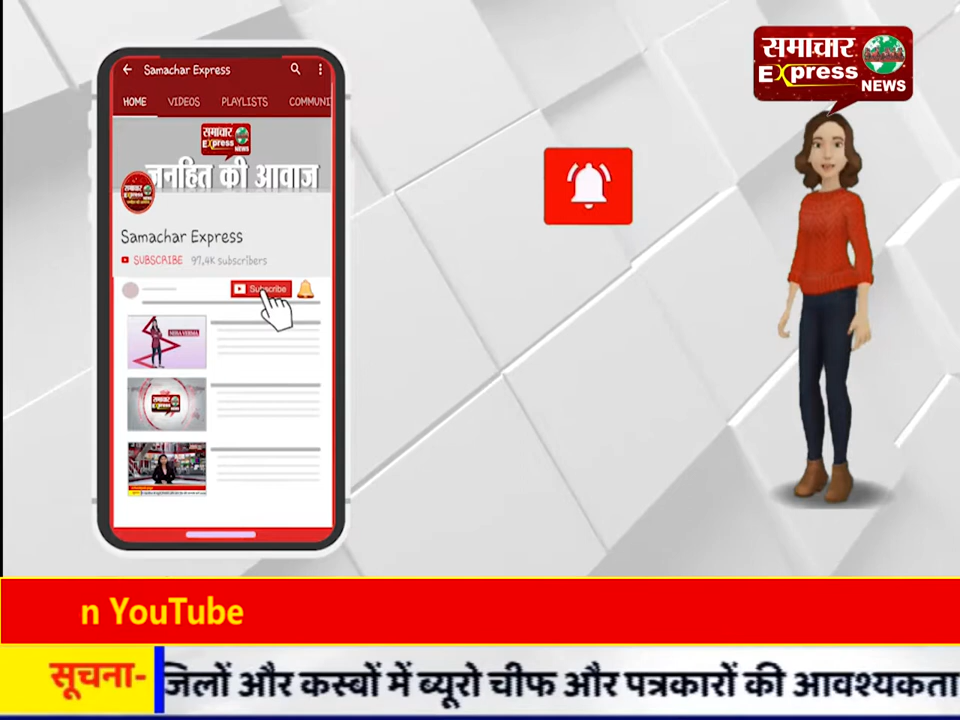 समाचार
Express
NEWS
Samachar Express
HOME VIDEOS PLAYLISTS COMMUNI
समाचार
Express
NEWS
जनहित की आवाज
Samachar Express
SUBSCRIBE 97,4K subscribers
Subscribe
n YouTube
सूचना- जिलों और कस्बों में ब्यूरो चीफ और पत्रकारों की आवश्यकता